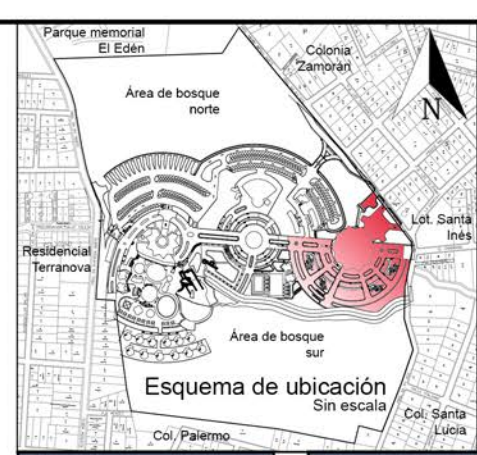 Parque memorial
El Edén
Colonia
Zamorán
Área de bosque
norte
N
Lot. Santa
Inés
Residencial
Terranova
Área de bosque
sur
Esquema de ubicación
Sin escala
Col. Santa
Lucia
Col. Palermo